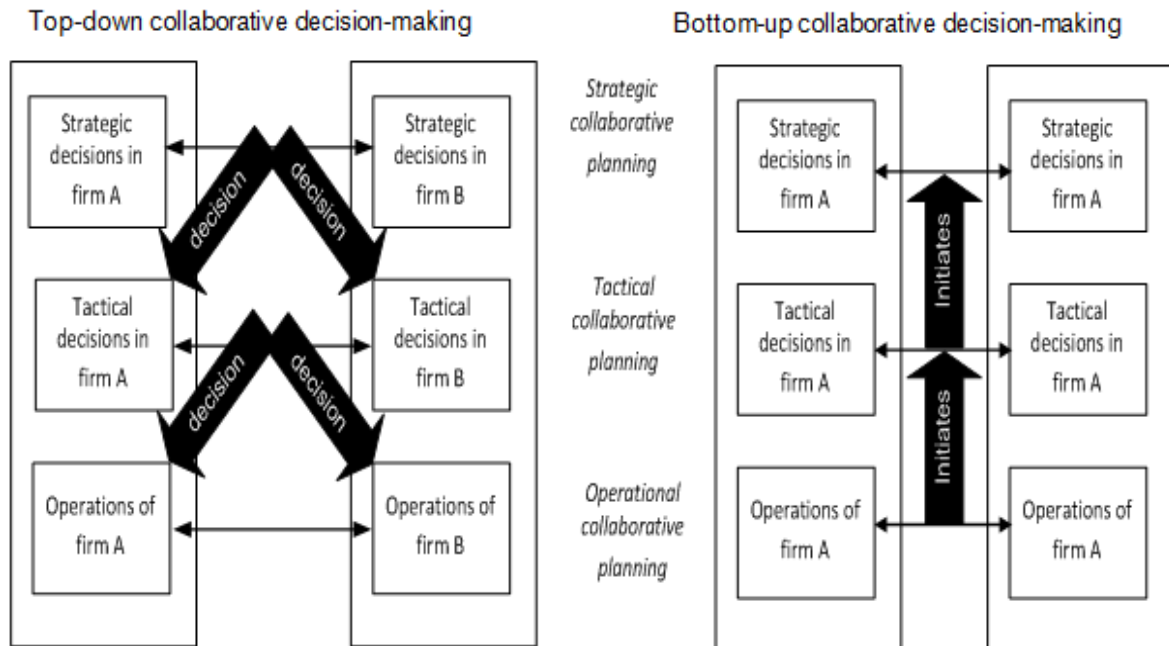 Top-down collaborative decision-making
Strategic
decisions in
firm A
decision
decision
Strategic
decisions in
firm B
Tactical
decisions in
firm A
decision
decision
Tactical
decisions in
firm B
Operations of
firm A
Operations of
firm B
Strategic
collaborative
planning
Tactical
collaborative
planning
Operational
collaborative
planning
Bottom-up collaborative decision-making
Strategic
decisions in
firm A
Initiates
Strategic
decisions in
firm A
Tactical
decisions in
firm A
Initiates
Tactical
decisions in
firm A
Operations of
firm A
Operations of
firm A